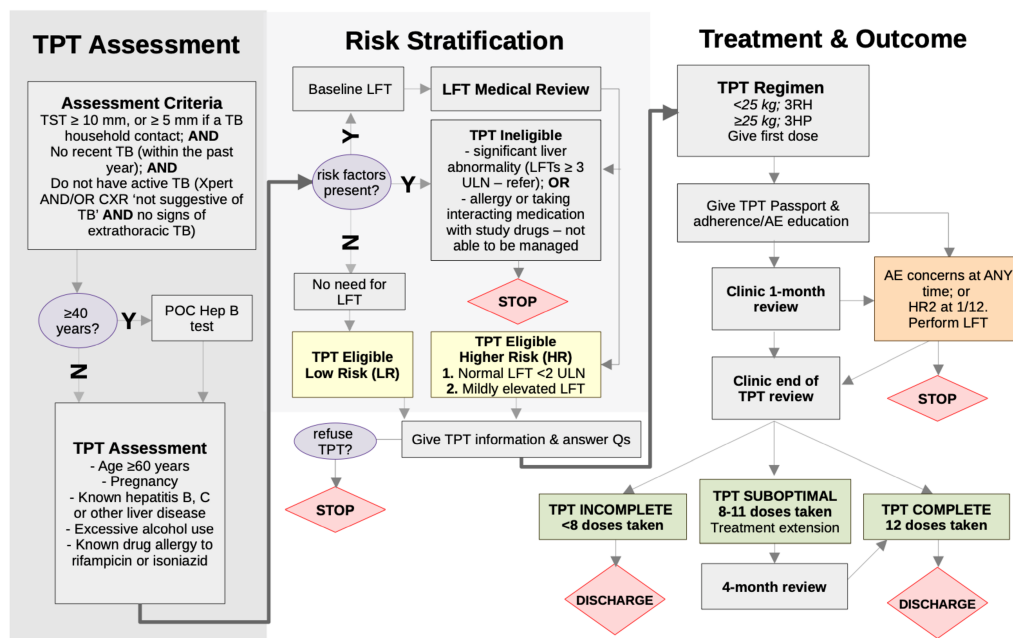 TPT Assessment
Assessment Criteria
TST ≥ 10 mm, or ≥ 5 mm if a TB
household contact; AND
No recent TB (within the past
year); AND
Do not have active TB (Xpert
AND/OR CXR ‘not suggestive of
TB’ AND no signs of
extrathoracic TB)
≥40
years?
Y
POC Hep B
test
N
TPT Assessment
- Age ≥60 years
- Pregnancy
- Known hepatitis B, C
or other liver disease
- Excessive alcohol use
- Known drug allergy to
rifampicin or isoniazid
Risk Stratification
Baseline LFT
LFT Medical Review
Y
risk factors
present?
Y
TPT Ineligible
- significant liver
abnormality (LFTs ≥ 3
ULN – refer); OR
- allergy or taking
interacting medication
with study drugs – not
able to be managed
N
No need for
LFT
STOP
TPT Eligible
Low Risk (LR)
TPT Eligible
Higher Risk (HR)
1. Normal LFT <2 ULN
2. Mildly elevated LFT
refuse
TPT?
Give TPT information & answer Qs
STOP
Treatment & Outcome
TPT Regimen
<25 kg; 3RH
≥25 kg; 3HP
Give first dose
Give TPT Passport &
adherence/AE education
Clinic 1-month
review
AE concerns at ANY
time; or
HR2 at 1/12.
Perform LFT
Clinic end of
TPT review
STOP
TPT INCOMPLETE
<8 doses taken
TPT SUBOPTIMAL
8-11 doses taken
Treatment extension
TPT COMPLETE
12 doses taken
4-month review
DISCHARGE
DISCHARGE